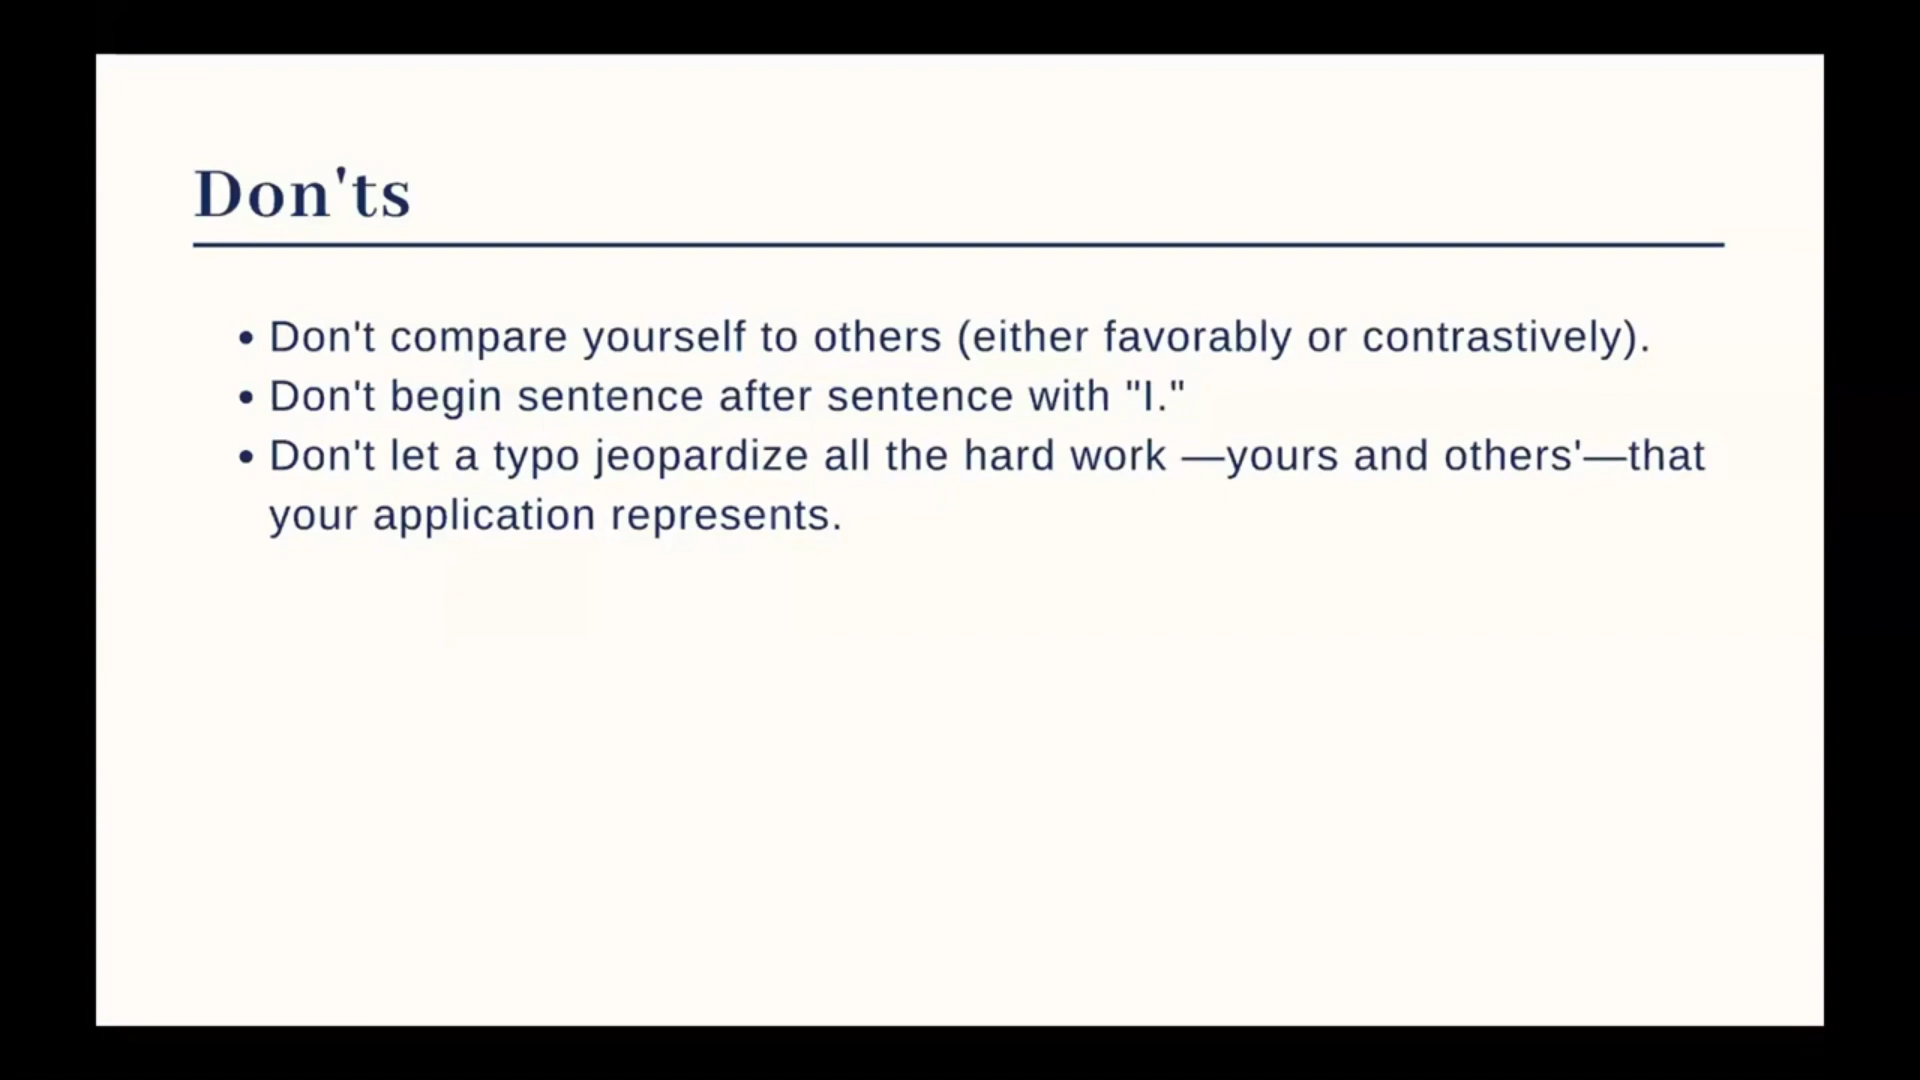 Don'ts
• Don't compare yourself to others (either favorably or contrastively).
• Don't begin sentence after sentence with "I."
• Don't let a typo jeopardize all the hard work —yours and others'—that
your application represents.